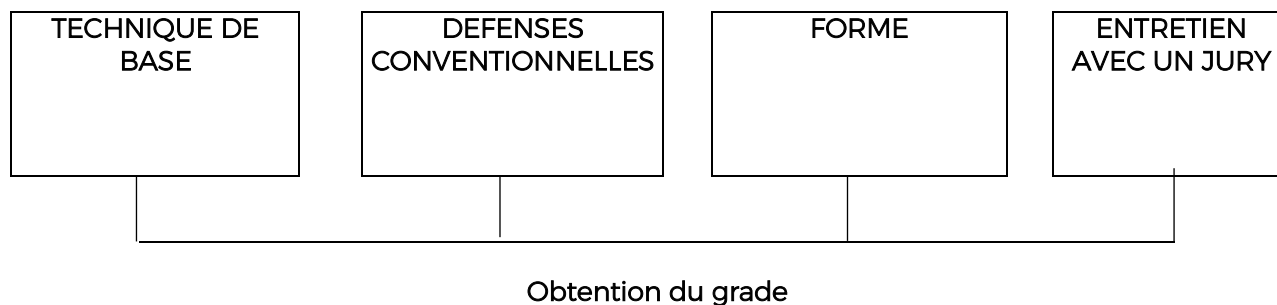 TECHNIQUE DE
BASE
DEFENSES
CONVENTIONNELLES
FORME
ENTRETIEN
AVEC UN JURY
Obtention du grade